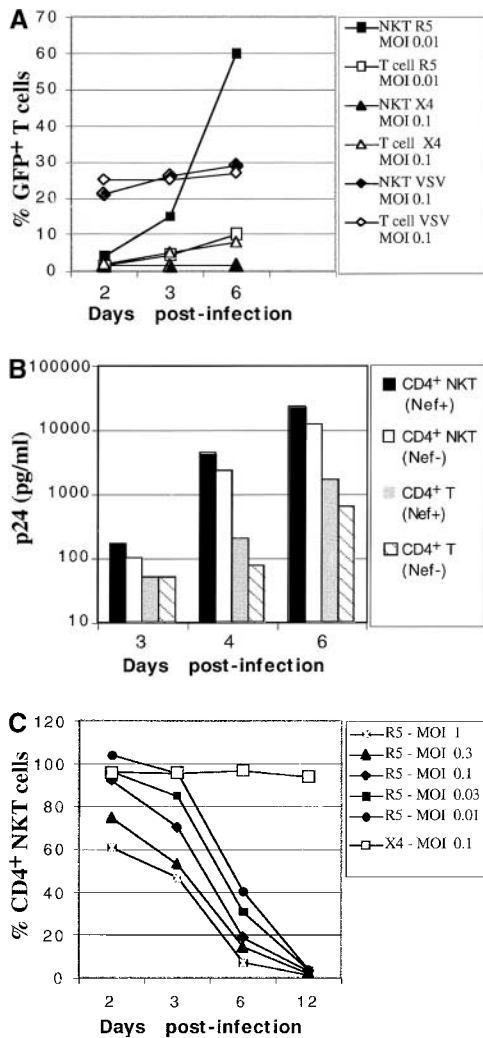 A
% GFP+ T cells
70
60
50
40
30
20
10
0
2 3 6
Days post-infection
NKT R5
MOI 0.01
T cell R5
MOI 0.01
NKT X4
MOI 0.1
T cell X4
MOI 0.1
NKT VSV
MOI 0.1
T cell VSV
MOI 0.1
B
p24 (pg/ml)
100000
10000
1000
100
10
3 4 6
Days post-infection
CD4+ NKT
(Nef+)
CD4+ NKT
(Nef-)
CD4+ T
(Nef+)
CD4+ T
(Nef-)
C
% CD4+ NKT cells
120
100
80
60
40
20
0
2 3 6 12
Days post-infection
R5 - MOI 1
R5 - MOI 0.3
R5 - MOI 0.1
R5 - MOI 0.03
R5 - MOI 0.01
X4 - MOI 0.1